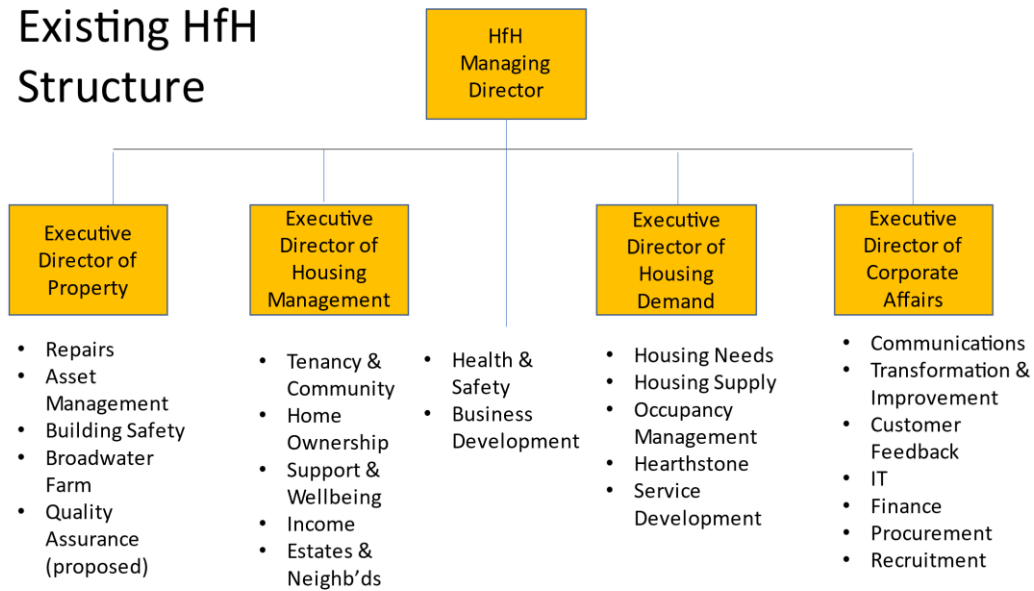 Existing HfH
Structure
HfH
Managing
Director
Executive
Director of
Property
Executive
Director of
Housing
Management
Executive
Director of
Housing
Demand
Executive
Director of
Corporate
Affairs
• Repairs
• Asset
Management
• Building Safety
• Broadwater
Farm
• Quality
Assurance
(proposed)
• Tenancy &
Community
• Home
Ownership
• Support &
Wellbeing
• Income
• Estates &
Neighb’ds
• Health &
Safety
• Business
Development
• Housing Needs
• Housing Supply
• Occupancy
Management
• Hearthstone
• Service
Development
• Communications
• Transformation &
Improvement
• Customer
Feedback
• IT
• Finance
• Procurement
• Recruitment